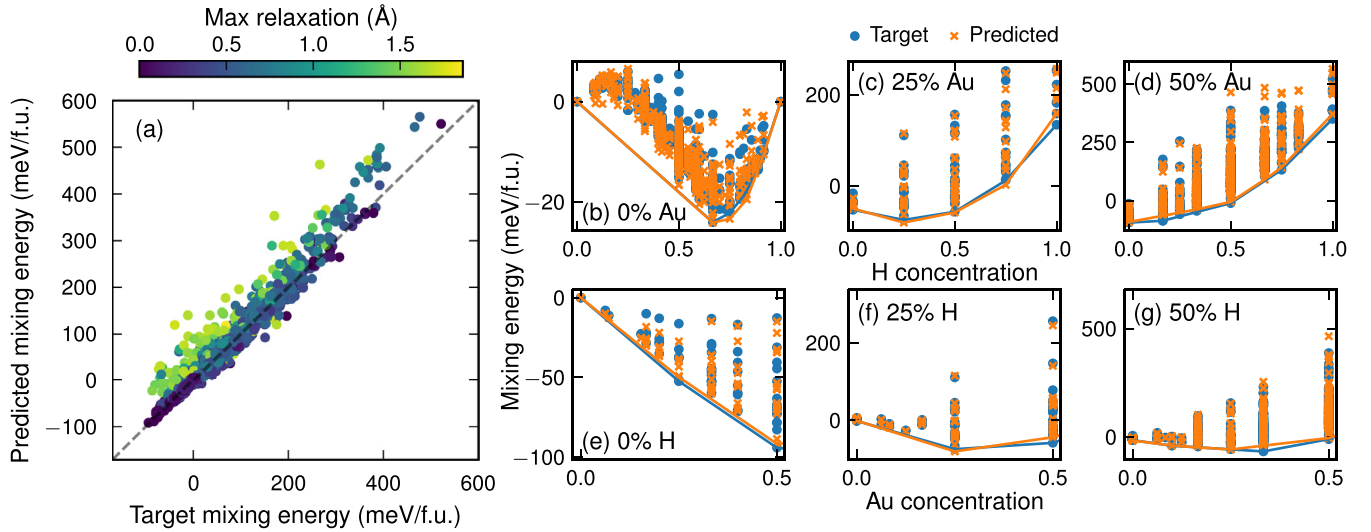 Max relaxation (Å)
0.0 0.5 1.0 1.5
Predicted mixing energy (meV/f.u.)
600
500
400
300
200
100
0
−100
(a)
0 200 400 600
Target mixing energy (meV/f.u.)
Target Predicted
Mixing energy (meV/f.u.)
0
−20
(b) 0% Au
0.0 0.5 1.0
200
0
(c) 25% Au
0.0 0.5 1.0
H concentration
500
250
0
(d) 50% Au
0.0 0.5 1.0
0
−50
−100
(e) 0% H
0.0 0.5
200
0
(f) 25% H
0.0 0.5
Au concentration
500
0
(g) 50% H
0.0 0.5